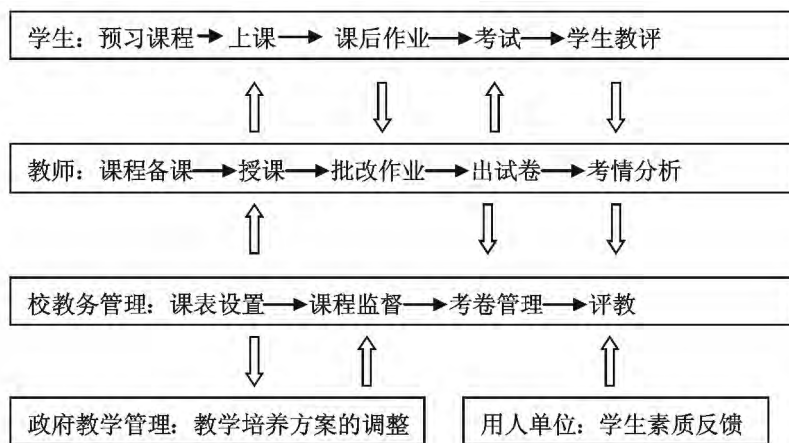 学生：预习课程→上课→ 课后作业→考试→学生教评
教师：课程备课→授课→批改作业→出试卷→考情分析
校教务管理：课表设置→课程监督→考卷管理→评教
政府教学管理：教学培养方案的调整
用人单位：学生素质反馈